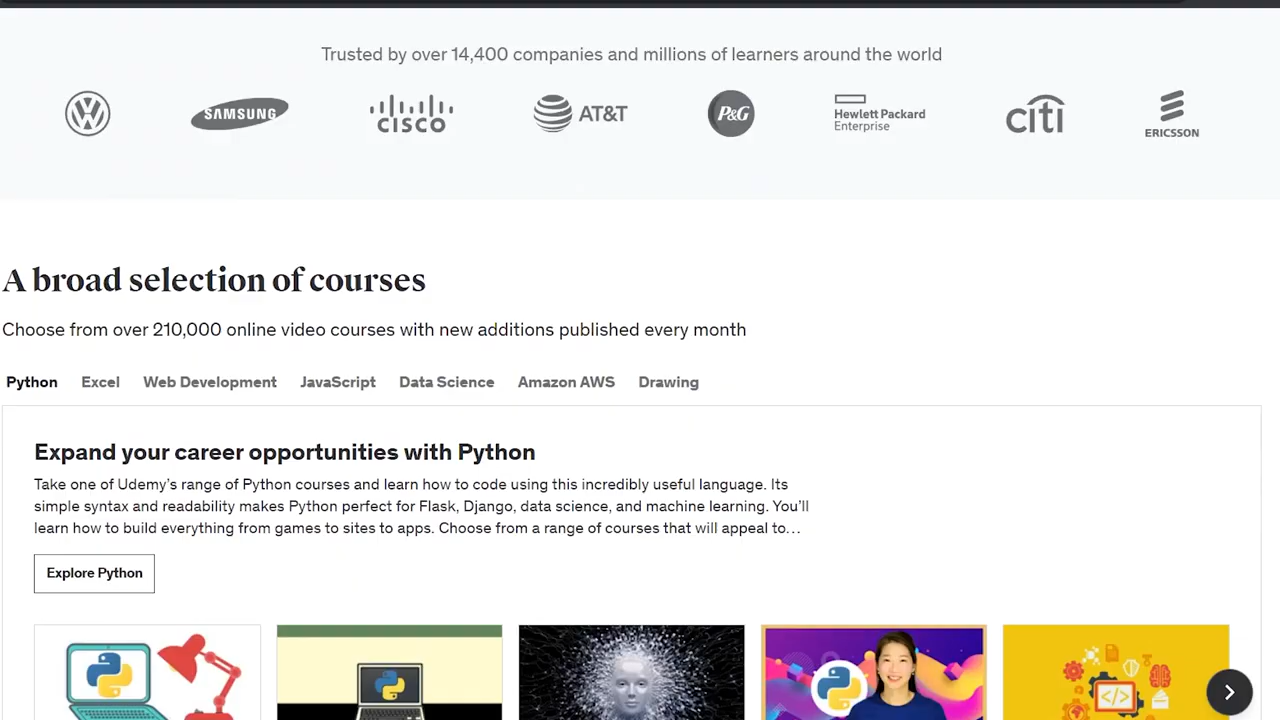 Trusted by over 14,400 companies and millions of learners around the world
SAMSUNG
CISCO
AT&T
P&G
Hewlett Packard
Enterprise
citi
ERICSSON
A broad selection of courses
Choose from over 210,000 online video courses with new additions published every month
Python Excel Web Development JavaScript Data Science Amazon AWS Drawing
Expand your career opportunities with Python
Take one of Udemy’s range of Python courses and learn how to code using this incredibly useful language. Its
simple syntax and readability makes Python perfect for Flask, Django, data science, and machine learning. You’ll
learn how to build everything from games to sites to apps. Choose from a range of courses that will appeal to…
Explore Python